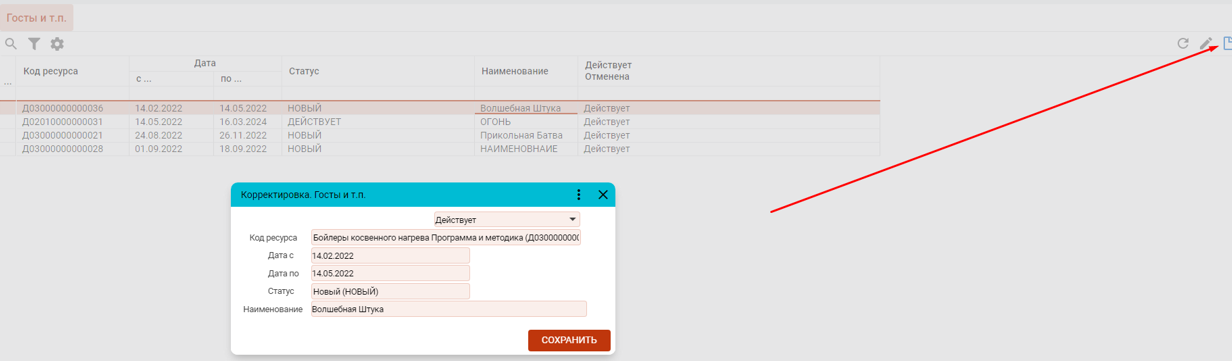 Госты и т.п.
Дата
Действует
Код ресурса
Статус
Наименование
с ...
по ...
Отменена
...
Д03000000000036 14.02.2022 14.05.2022 НОВЫЙ Волшебная Штука Действует
Д02010000000031 14.05.2022 16.03.2024 ДЕЙСТВУЕТ ОГОНЬ Действует
Д03000000000021 24.08.2022 26.11.2022 НОВЫЙ Прикольная Батва Действует
Д03000000000028 01.09.2022 18.09.2022 НОВЫЙ НАИМЕНОВНАИЕ Действует
Корректировка. Госты и т.п.
Действует
Код ресурса Бойлеры косвенного нагрева Программа и методика (Д0300000000
Дата с 14.02.2022
Дата по 14.05.2022
Статус Новый (НОВЫЙ)
Наименование Волшебная Штука
СОХРАНИТЬ